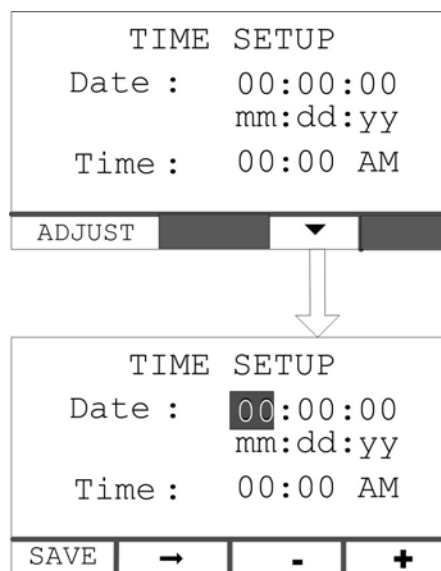 TIME SETUP
Date : 00:00:00
mm:dd:yy
Time : 00:00 AM
ADJUST ▼
TIME SETUP
Date : 00:00:00
mm:dd:yy
Time : 00:00 AM
SAVE → - +